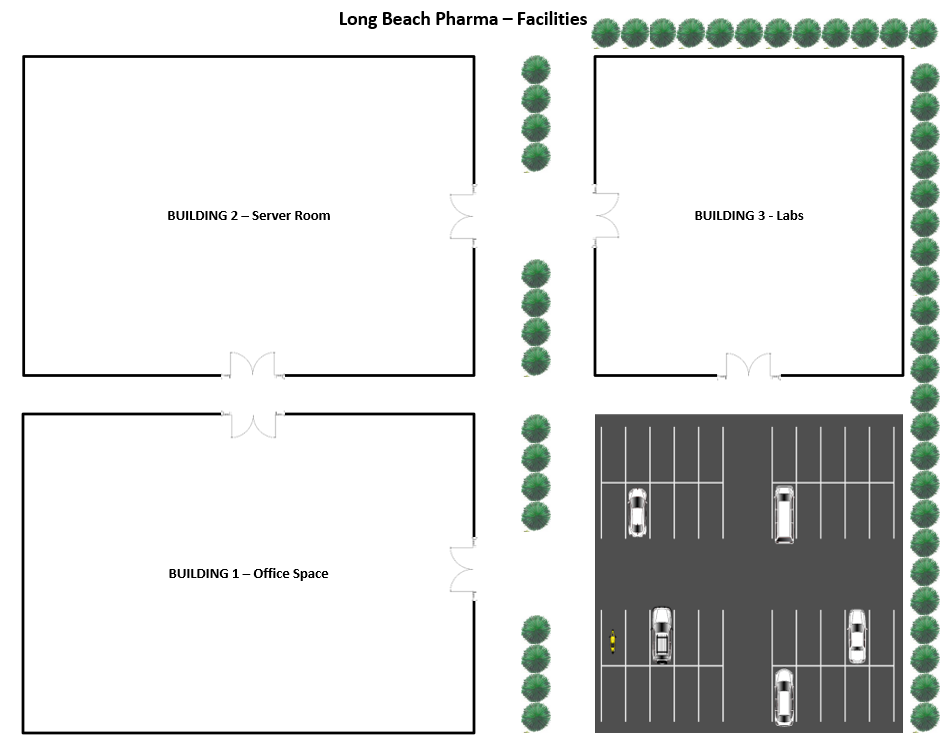 Long Beach Pharma – Facilities
BUILDING 2 – Server Room
BUILDING 3 - Labs
BUILDING 1 – Office Space